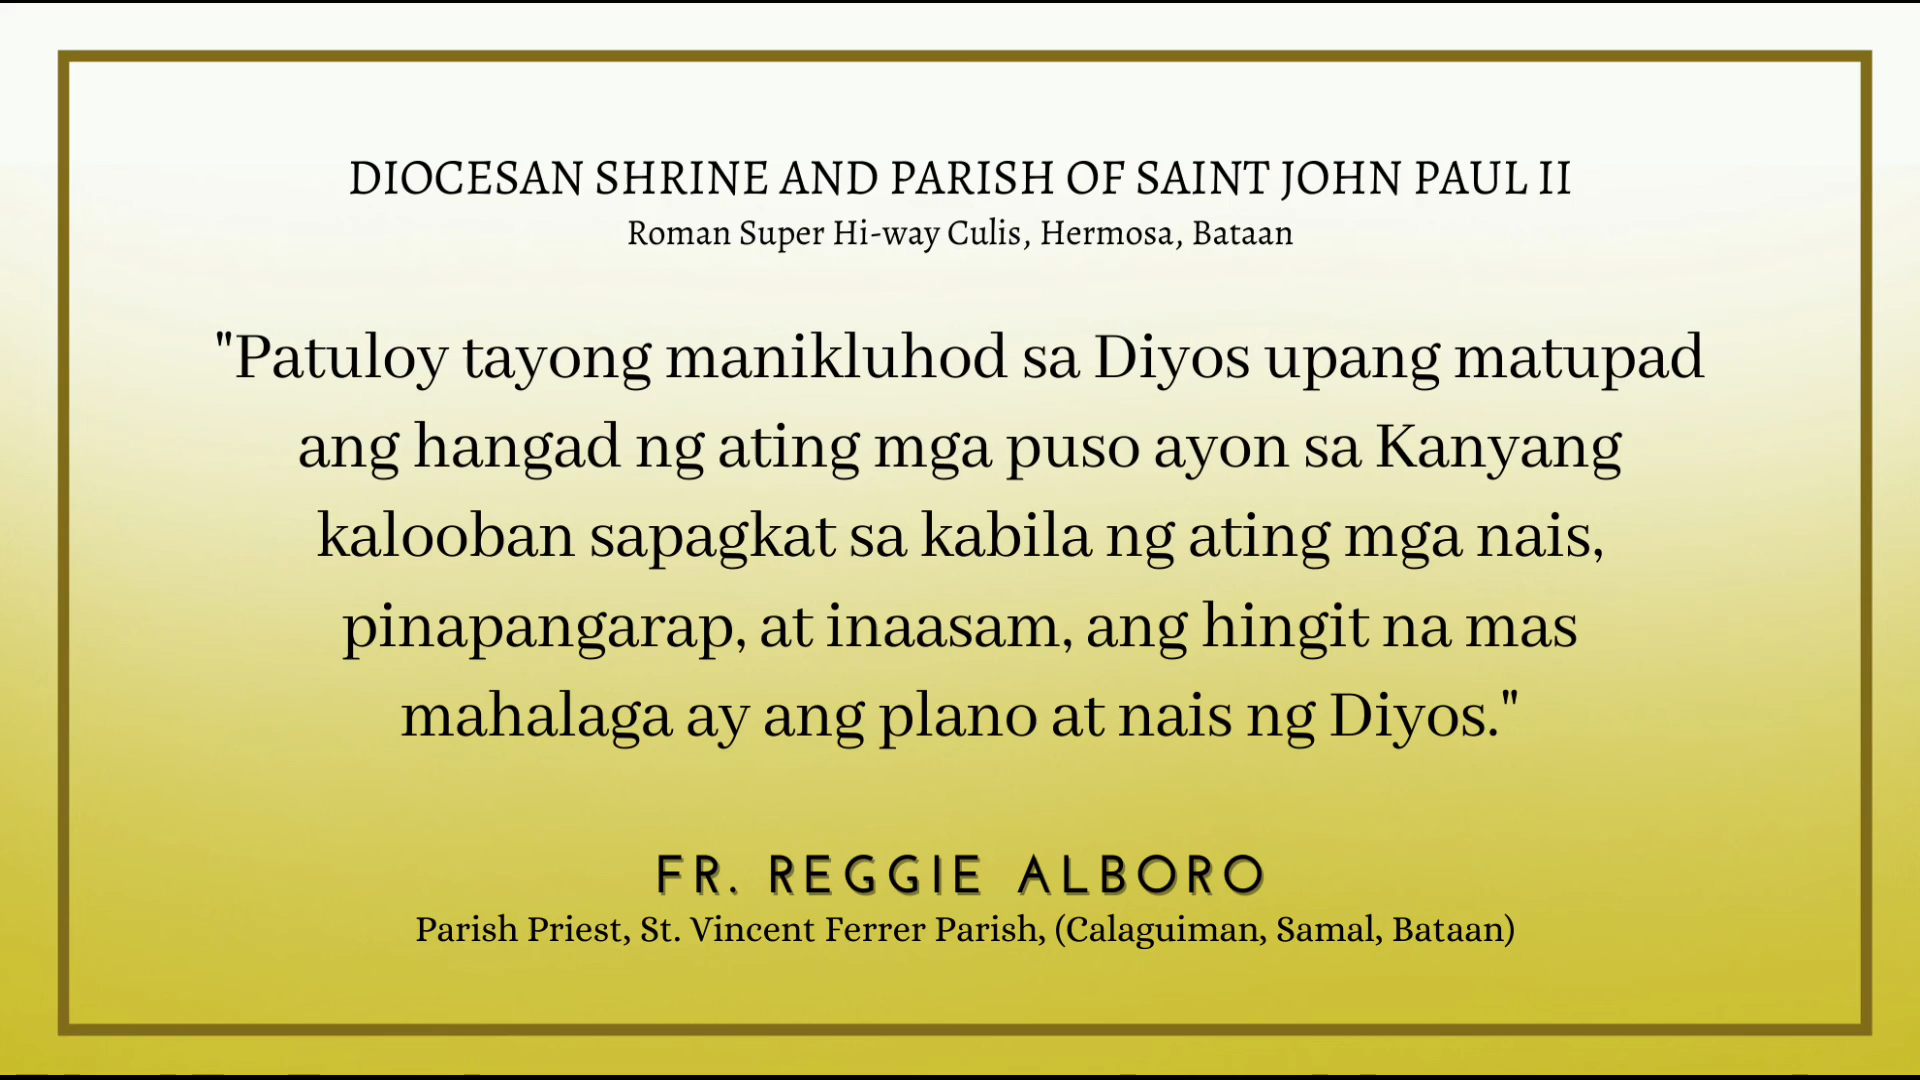 DIOCESAN SHRINE AND PARISH OF SAINT JOHN PAUL II
Roman Super Hi-way Culis, Hermosa, Bataan
"Patuloy tayong manikluhod sa Diyos upang matupad
ang hangad ng ating mga puso ayon sa Kanyang
kalooban sapagkat sa kabila ng ating mga nais,
pinapangarap, at inaasam, ang hingit na mas
mahalaga ay ang plano at nais ng Diyos."
FR. REGGIE ALBORO
Parish Priest, St. Vincent Ferrer Parish, (Calaguiman, Samal, Bataan)